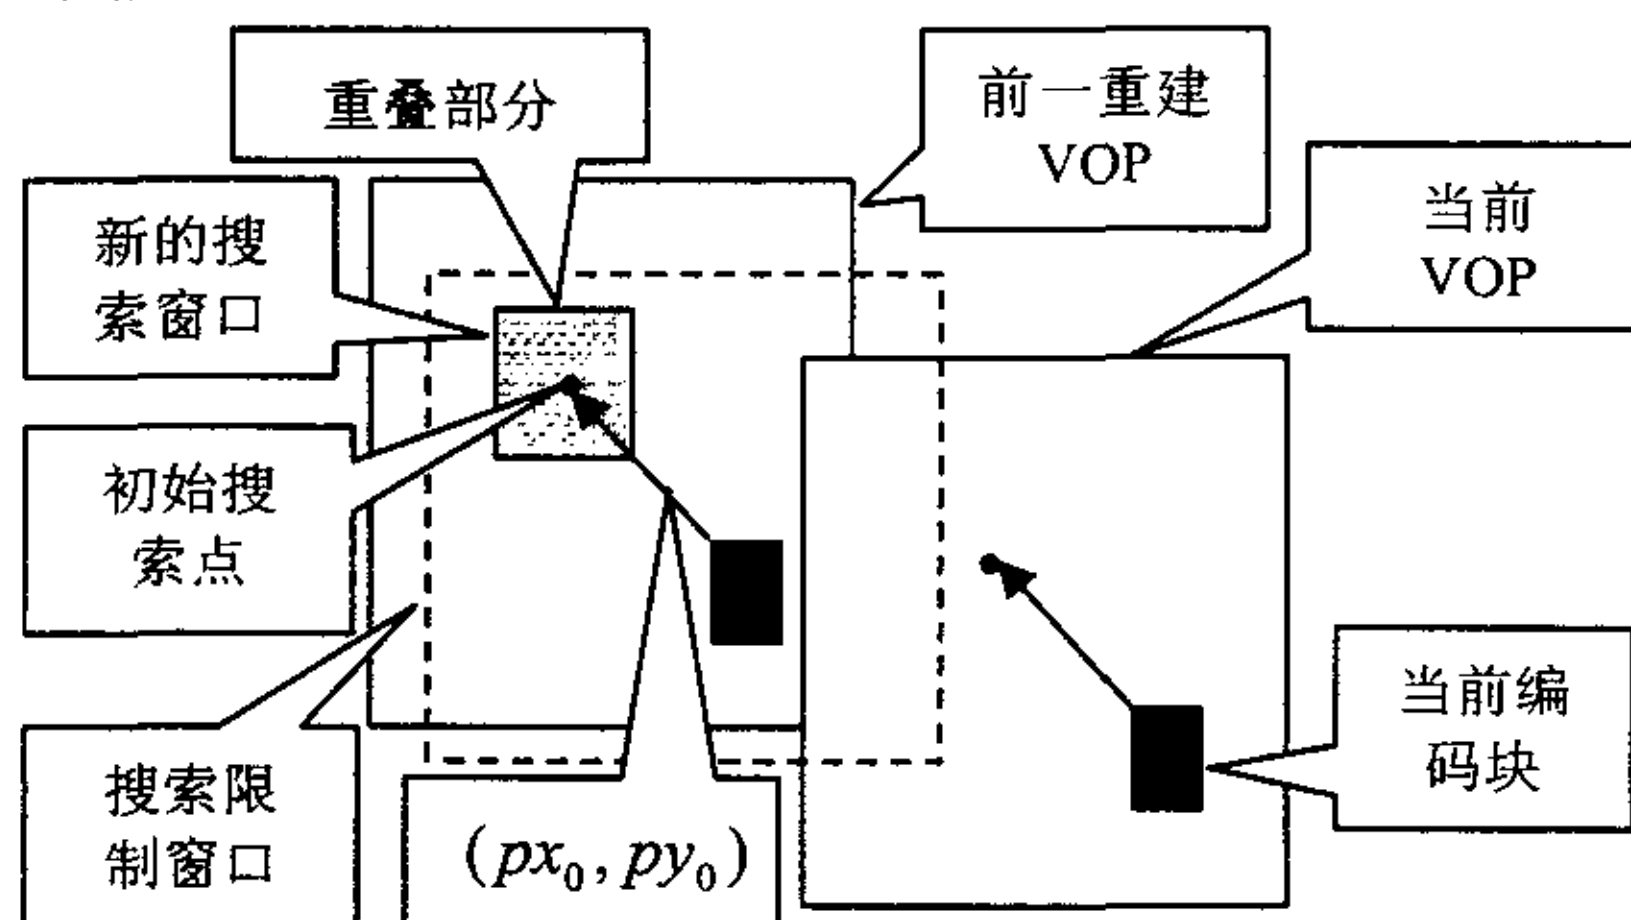 重叠部分
前一重建
VOP
当前
VOP
新的搜
索窗口
初始搜
索点
搜索限
制窗口
(px₀, py₀)
当前编
码块